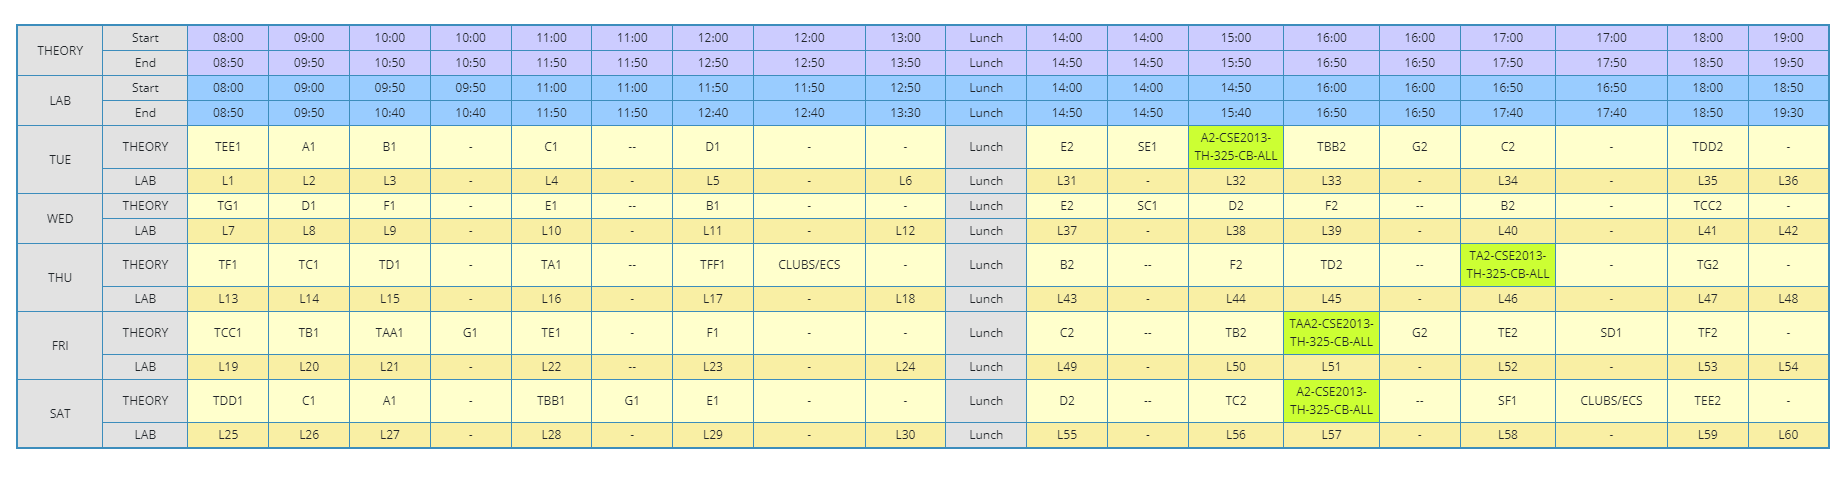 THEORY Start 08:00 09:00 10:00 10:00 11:00 11:00 12:00 12:00 13:00 Lunch 14:00 14:00 15:00 16:00 16:00 17:00 17:00 18:00 19:00
End 08:50 09:50 10:50 10:50 11:50 11:50 12:50 12:50 13:50 Lunch 14:50 14:50 15:50 16:50 16:50 17:50 17:50 18:50 19:50
LAB Start 08:00 09:00 09:50 09:50 11:00 11:00 11:50 11:50 12:50 Lunch 14:00 14:00 14:50 16:00 16:00 16:50 16:50 18:00 18:50
End 08:50 09:50 10:40 10:40 11:50 11:50 12:40 12:40 13:30 Lunch 14:50 14:50 15:40 16:50 16:50 17:40 17:40 18:50 19:30
TUE THEORY TEE1 A1 B1 - C1 -- D1 - - Lunch E2 SE1 A2-CSE2013-TH-325-CB-ALL TBB2 G2 C2 - TDD2 -
LAB L1 L2 L3 - L4 - L5 - L6 Lunch L31 - L32 L33 - L34 - L35 L36
WED THEORY TG1 D1 F1 - E1 -- B1 - - Lunch E2 SC1 D2 F2 -- B2 - TCC2 -
LAB L7 L8 L9 - L10 - L11 - L12 Lunch L37 - L38 L39 - L40 - L41 L42
THU THEORY TF1 TC1 TD1 - TA1 -- TFF1 CLUBS/ECS - Lunch B2 -- F2 TD2 -- TA2-CSE2013-TH-325-CB-ALL - TG2 -
LAB L13 L14 L15 - L16 - L17 - L18 Lunch L43 - L44 L45 - L46 - L47 L48
FRI THEORY TCC1 TB1 TAA1 G1 TE1 - F1 - - Lunch C2 -- TB2 TAA2-CSE2013-TH-325-CB-ALL G2 TE2 SD1 TF2 -
LAB L19 L20 L21 - L22 -- L23 - L24 Lunch L49 - L50 L51 - L52 - L53 L54
SAT THEORY TDD1 C1 A1 - TBB1 G1 E1 - - Lunch D2 -- TC2 A2-CSE2013-TH-325-CB-ALL -- SF1 CLUBS/ECS TEE2 -
LAB L25 L26 L27 - L28 - L29 - L30 Lunch L55 - L56 L57 - L58 - L59 L60